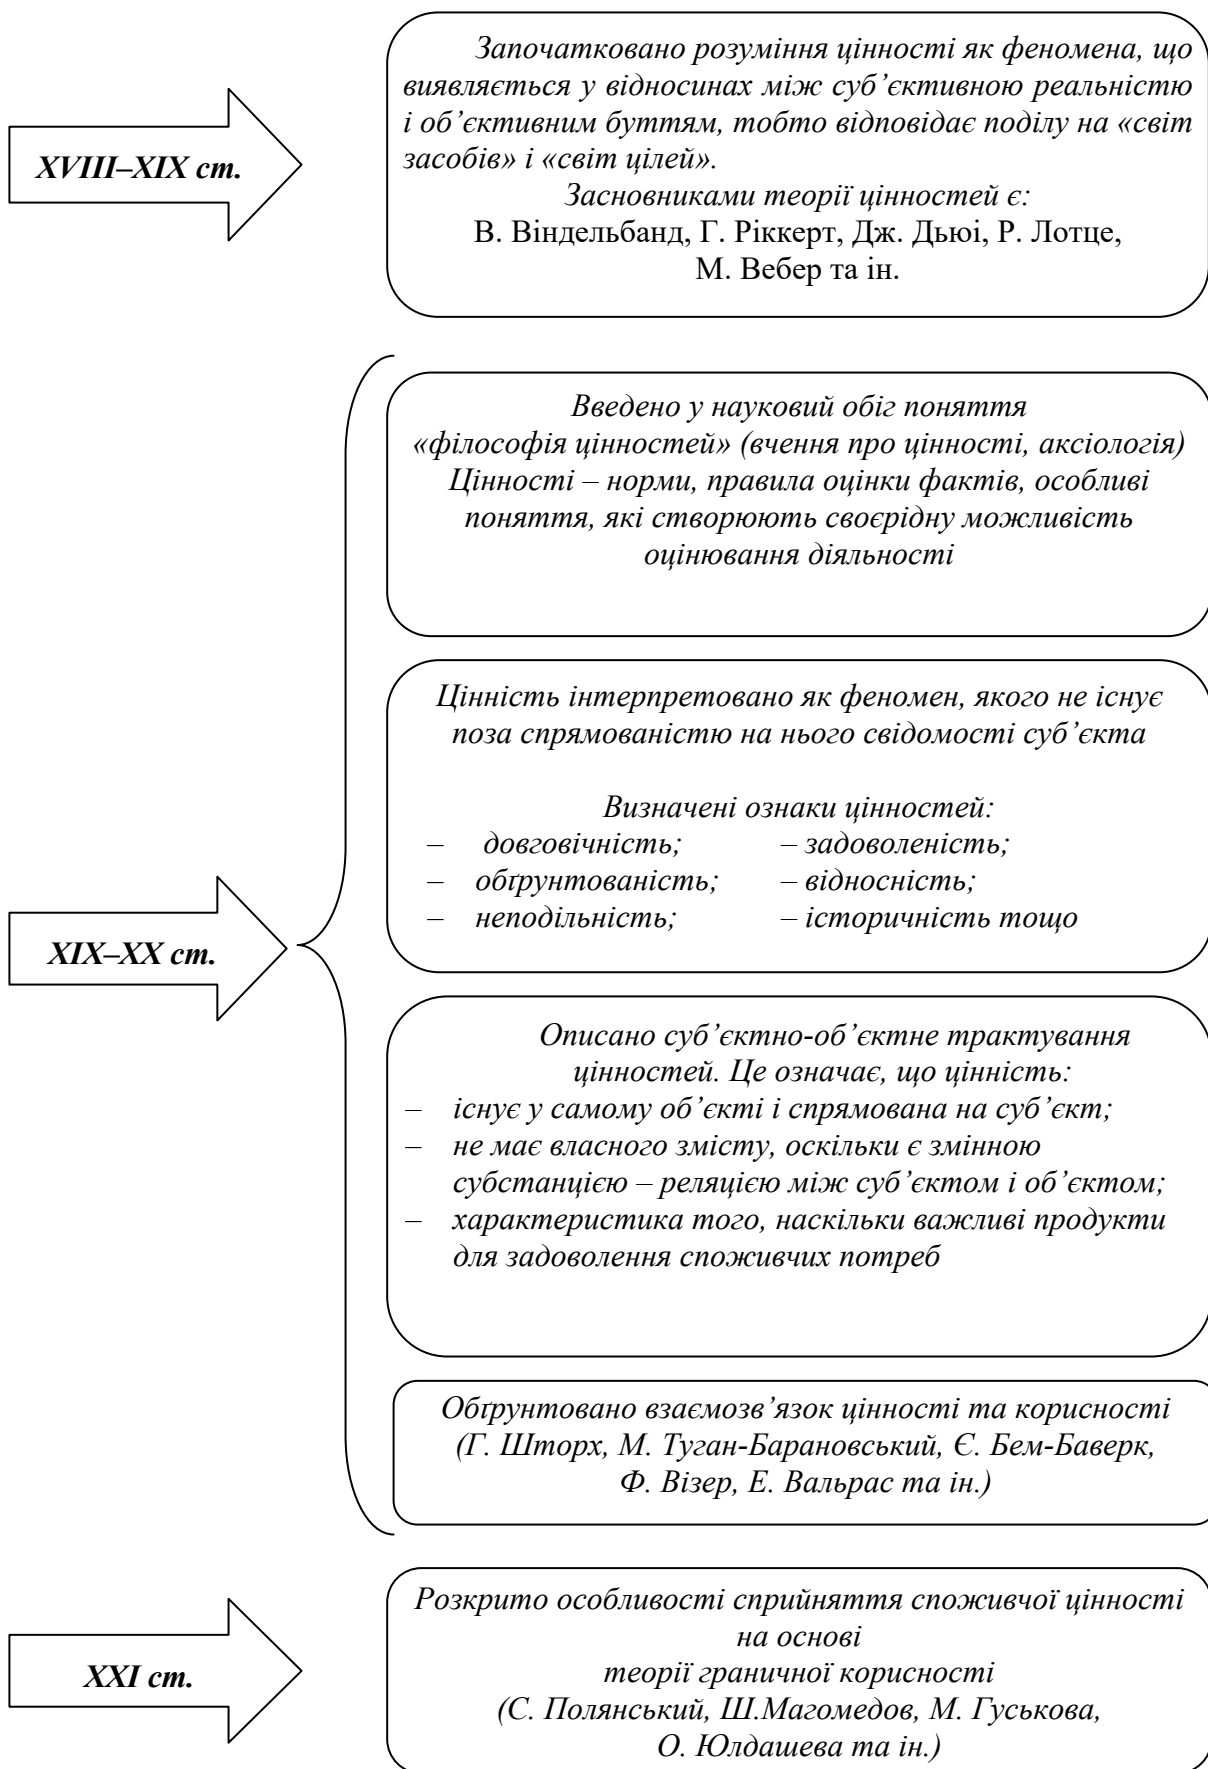 Започатковано розуміння цінності як феномена, що
виявляється у відносинах між суб’єктивною реальністю
і об’єктивним буттям, тобто відповідає поділу на «світ
засобів» і «світ цілей».
XVIII–XIX ст.
Засновниками теорії цінностей є:
В. Віндельбанд, Г. Ріккерт, Дж. Дьюі, Р. Лотце,
М. Вебер та ін.
Введено у науковий обіг поняття
«філософія цінностей» (вчення про цінності, аксіологія)
Цінності – норми, правила оцінки фактів, особливі
поняття, які створюють своєрідну можливість
оцінювання діяльності
Цінність інтерпретовано як феномен, якого не існує
поза спрямованістю на нього свідомості суб’єкта
Визначені ознаки цінностей:
– довговічність; – задоволеність;
– обґрунтованість; – відносність;
– неподільність; – історичність тощо
XIX–XX ст.
Описано суб’єктно-об’єктне трактування
цінностей. Це означає, що цінність:
– існує у самому об’єкті і спрямована на суб’єкт;
– не має власного змісту, оскільки є змінною
субстанцією – реляцією між суб’єктом і об’єктом;
– характеристика того, наскільки важливі продукти
для задоволення споживчих потреб
Обґрунтовано взаємозв’язок цінності та корисності
(Г. Шторх, М. Туган-Барановський, Є. Бем-Баверк,
Ф. Візер, Е. Вальрас та ін.)
Розкрито особливості сприйняття споживчої цінності
на основі
теорії граничної корисності
XXI ст.
(С. Полянський, Ш.Магомедов, М. Гуськова,
О. Юлдашева та ін.)